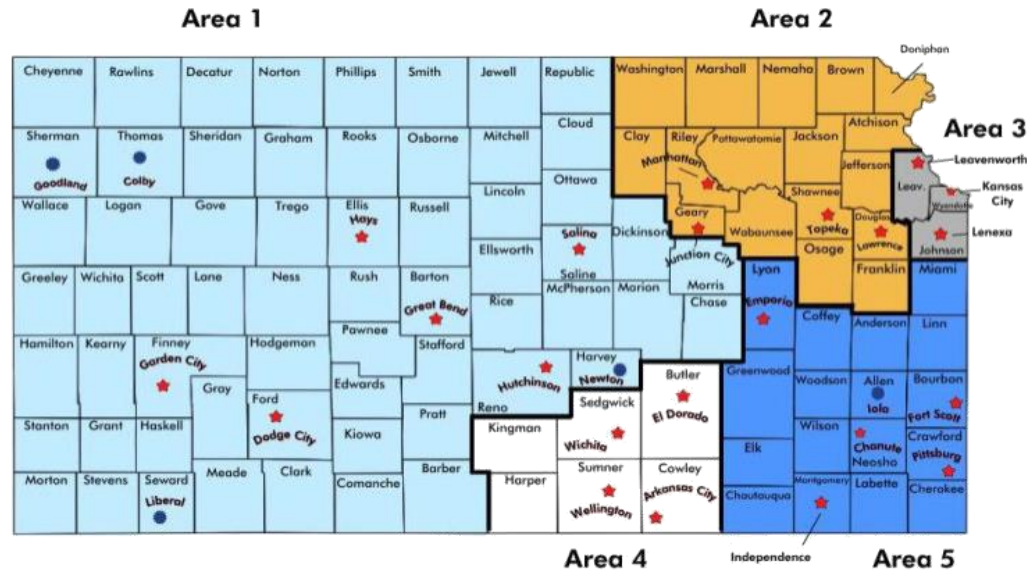 Area 1
Area 2
Doniphan
Cheyenne
Rawlins
Decatur
Norton
Phillips
Smith
Jewell
Republic
Washington
Marshall
Nemaha
Brown
Cloud
Atchison
Area 3
Sherman
Goodland
Thomas
Colby
Sheridan
Graham
Rooks
Osborne
Mitchell
Clay
Riley
Manhattan
Pottawatomie
Jackson
Jefferson
Leavenworth
Leav.
Kansas
City
Wyandotte
Lincoln
Ottawa
Wallace
Logan
Gove
Trego
Ellis
Hays
Russell
Shawnee
Topeka
Geary
Wabaunsee
Douglas
Lawrence
Lenexa
Johnson
Dickinson
Salina
Saline
Ellsworth
Junction City
Morris
Osage
Franklin
Miami
Lyon
Emporia
Greeley
Wichita
Scott
Lane
Ness
Rush
Barton
Great Bend
Rice
McPherson
Marion
Chase
Coffey
Anderson
Linn
Pawnee
Stafford
Hamilton
Kearny
Finney
Garden City
Hodgeman
Gray
Edwards
Hutchinson
Reno
Harvey
Newton
Butler
El Dorado
Greenwood
Woodson
Allen
Iola
Bourbon
Fort Scott
Ford
Dodge City
Pratt
Kiowa
Stanton
Grant
Haskell
Kingman
Sedgwick
Wichita
Wilson
Chanute
Neosho
Crawford
Pittsburg
Elk
Morton
Stevens
Seward
Liberal
Meade
Clark
Comanche
Barber
Harper
Sumner
Wellington
Cowley
Arkansas City
Chautauqua
Montgomery
Labette
Cherokee
Independence
Area 4
Area 5